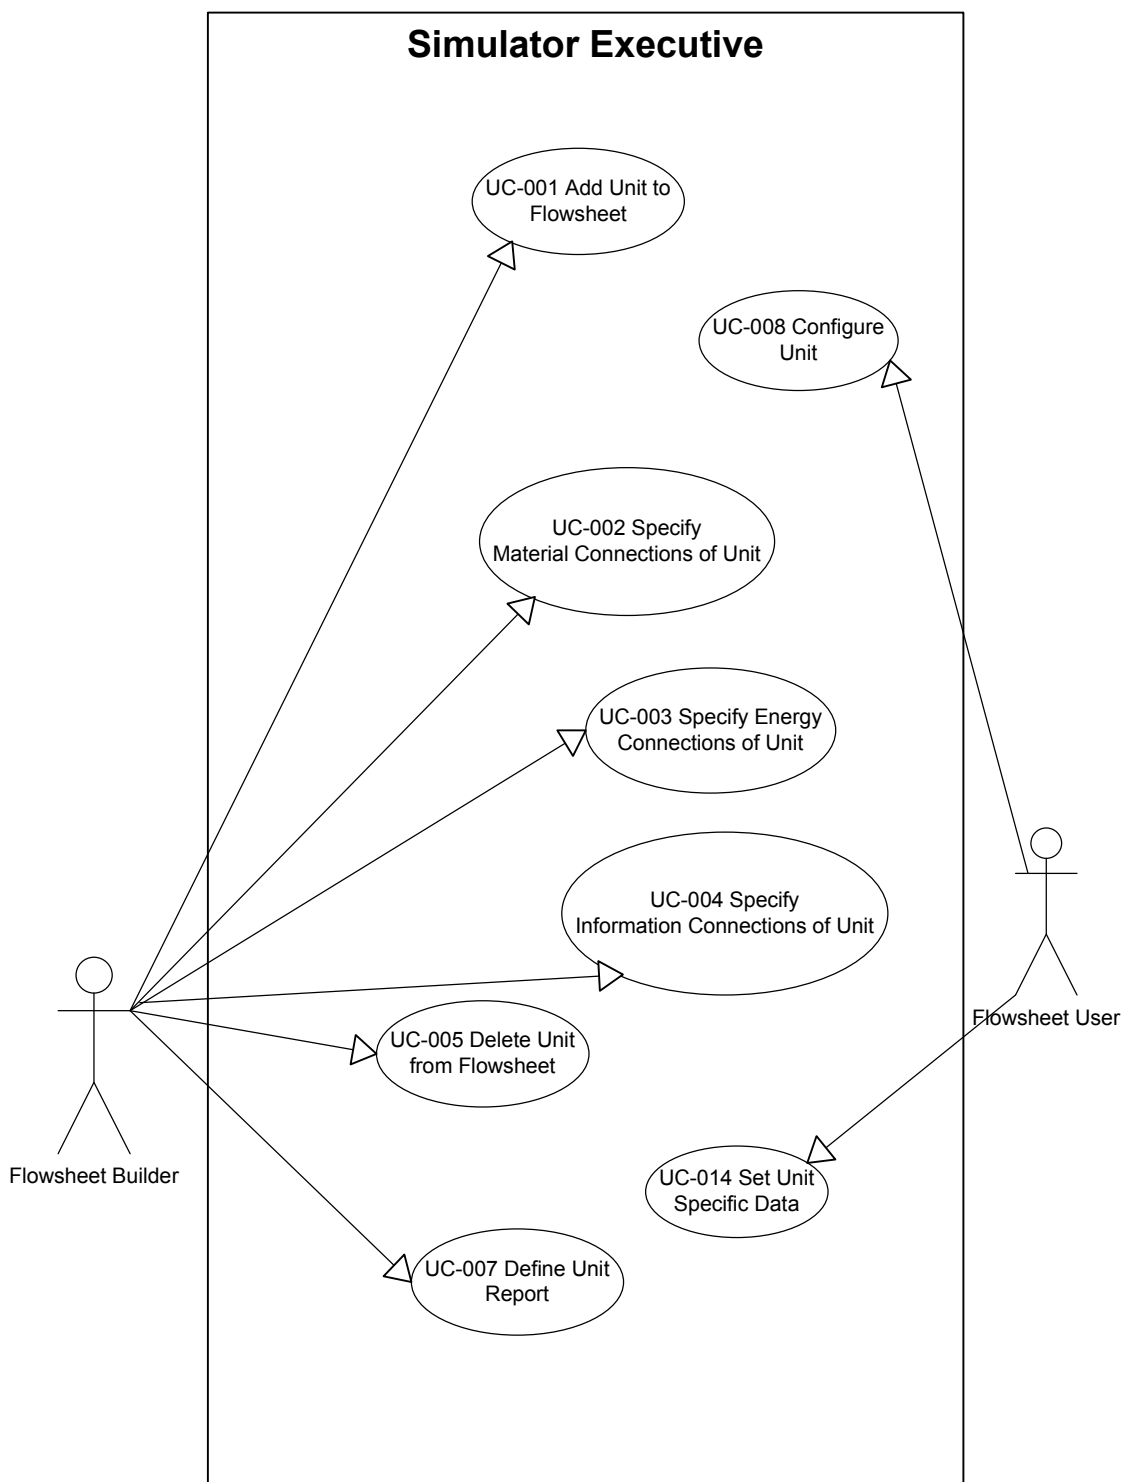 Simulator Executive
UC-001 Add Unit to
Flowsheet
UC-008 Configure
Unit
UC-002 Specify
Material Connections of Unit
UC-003 Specify Energy
Connections of Unit
UC-004 Specify
Information Connections of Unit
Flowsheet User
UC-005 Delete Unit
from Flowsheet
Flowsheet Builder
UC-014 Set Unit
Specific Data
UC-007 Define Unit
Report